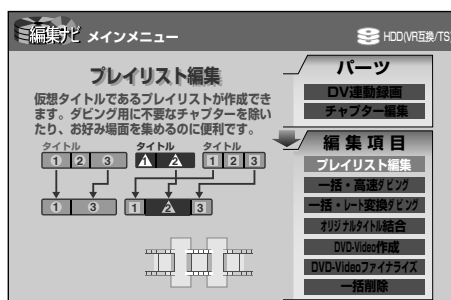 編集ナビ メインメニュー
HDD(VR互換/TS)
プレイリスト編集
仮想タイトルであるプレイリストが作成でき
ます。ダビング用に不要なチャプターを除い
たり、お好み場面を集めるのに便利です。
タイトル タイトル タイトル
1 2 3 1 2 1 2 3
1 3 1 2 3
パーツ
DV連動録画
チャプター編集
編集項目
プレイリスト編集
一括・高速ダビング
一括・レート変換ダビング
オリジナルタイトル結合
DVD-Video作成
DVD-Videoファイナライズ
一括削除